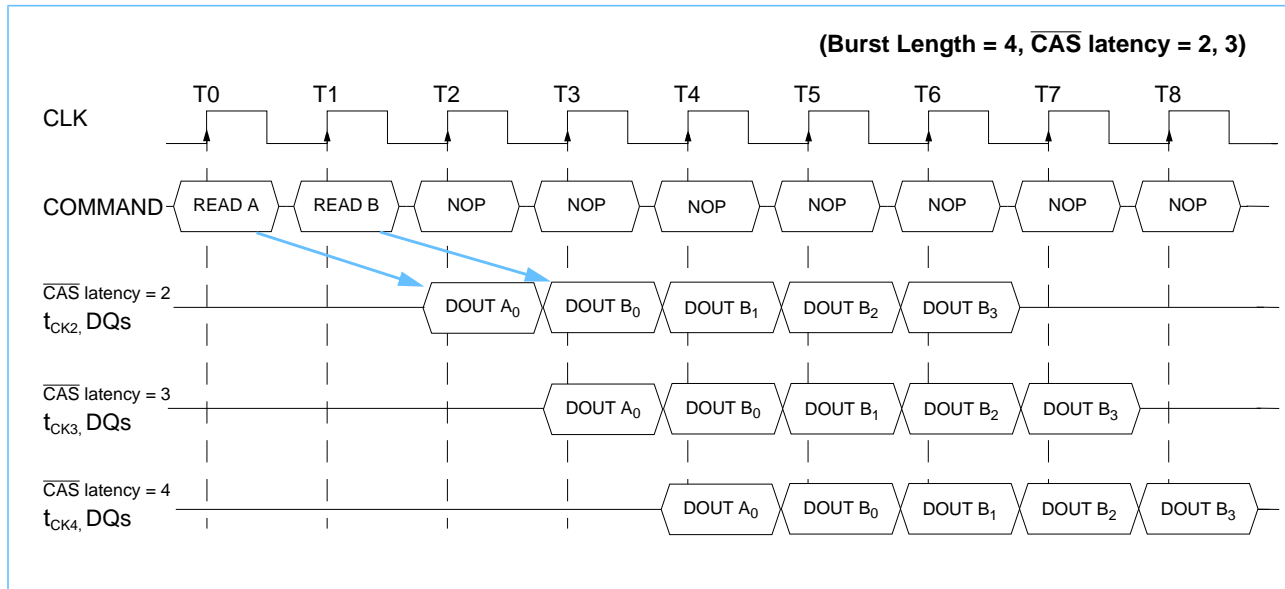 (Burst Length = 4, CAS latency = 2, 3)
T0 T1 T2 T3 T4 T5 T6 T7 T8
CLK
COMMAND READ A READ B NOP NOP NOP NOP NOP NOP NOP
CAS latency = 2
tCK2, DQs DOUT A0 DOUT B0 DOUT B1 DOUT B2 DOUT B3
CAS latency = 3
tCK3, DQs DOUT A0 DOUT B0 DOUT B1 DOUT B2 DOUT B3
CAS latency = 4
tCK4, DQs DOUT A0 DOUT B0 DOUT B1 DOUT B2 DOUT B3